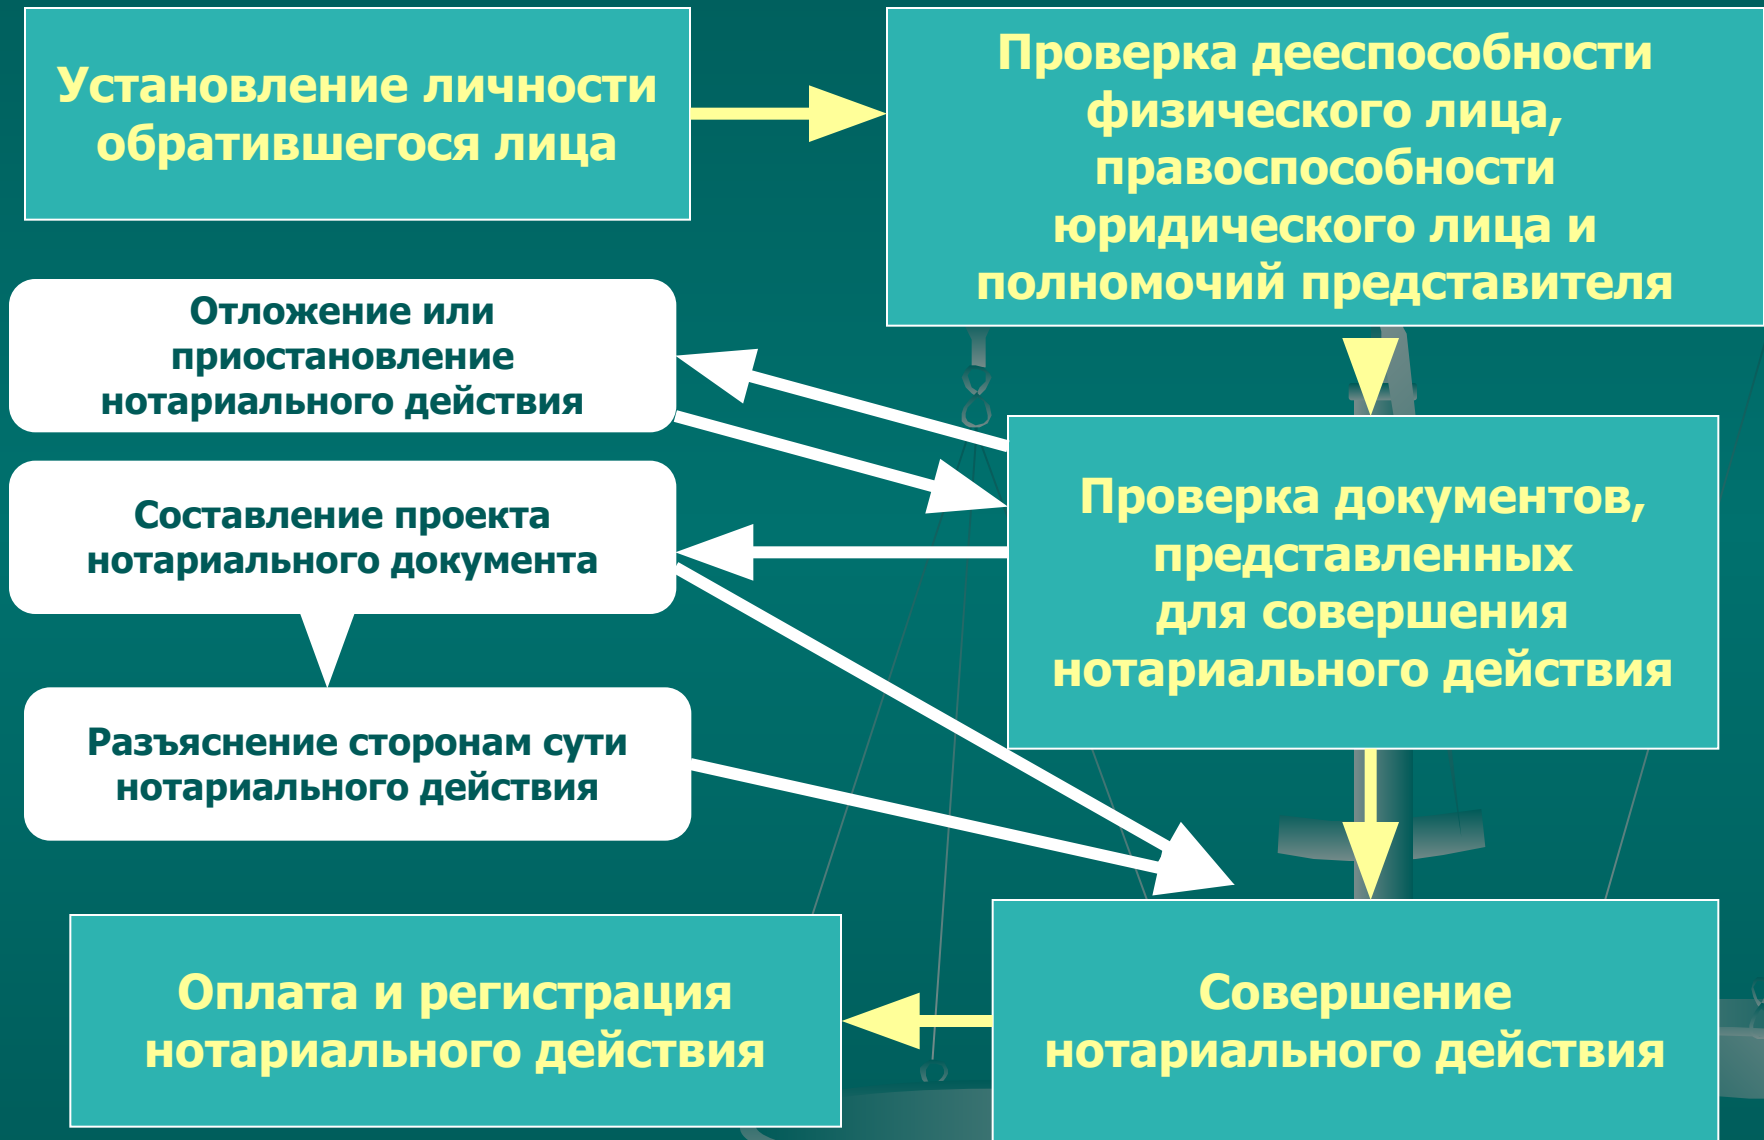 Установление личности
обратившегося лица
Проверка дееспособности
физического лица,
правоспособности
юридического лица и
полномочий представителя
Отложение или
приостановление
нотариального действия
Составление проекта
нотариального документа
Проверка документов,
представленных
для совершения
нотариального действия
Разъяснение сторонам сути
нотариального действия
Оплата и регистрация
нотариального действия
Совершение
нотариального действия